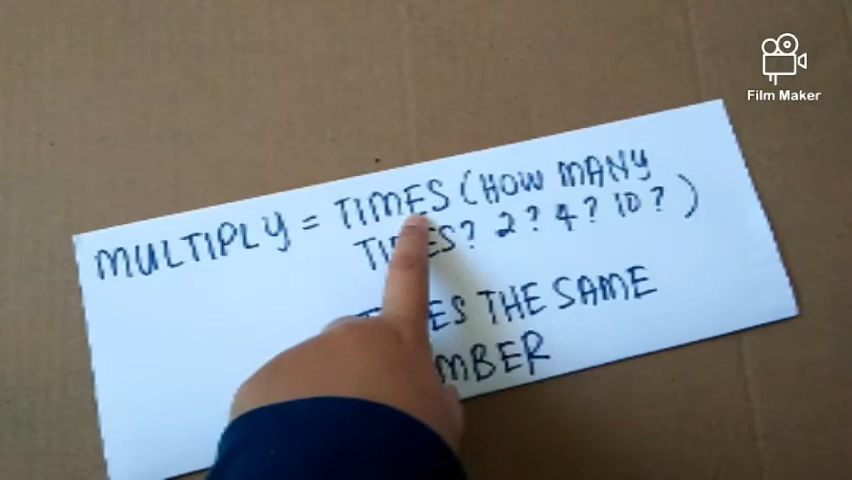 Film Maker
MULTIPLY = TIMES (HOW MANY
? 2 ? 4 ? 10 ? )
THE SAME